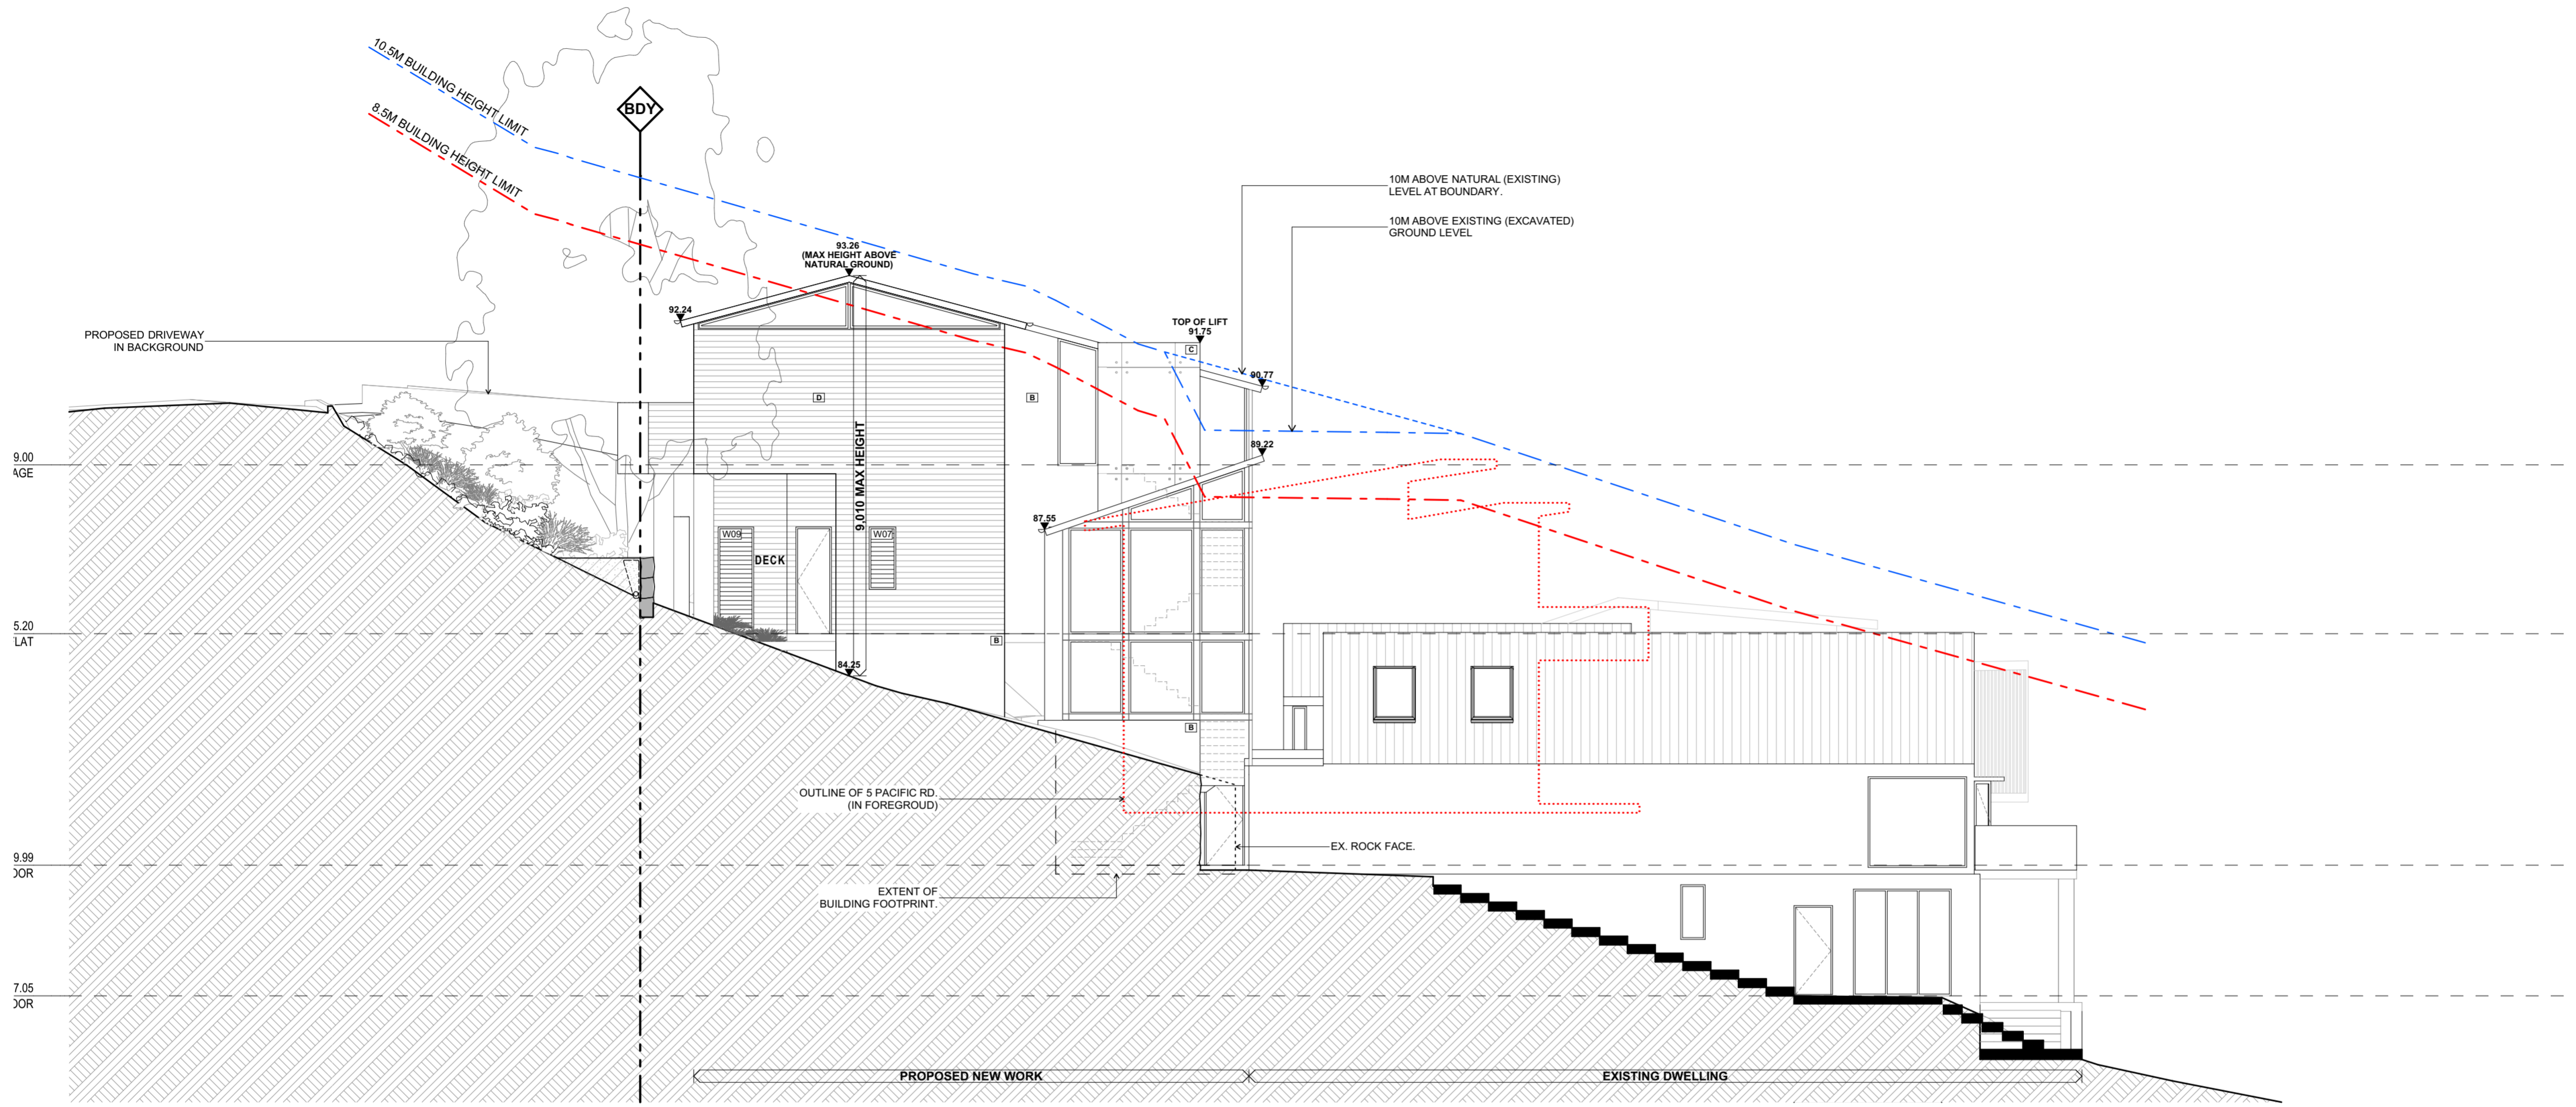 10.5M BUILDING HEIGHT LIMIT
8.5M BUILDING HEIGHT LIMIT
BDY
10M ABOVE NATURAL (EXISTING)
LEVEL AT BOUNDARY.
10M ABOVE EXISTING (EXCAVATED)
GROUND LEVEL
93.26
(MAX HEIGHT ABOVE
NATURAL GROUND)
92.24
TOP OF LIFT
91.75
C
PROPOSED DRIVEWAY
IN BACKGROUND
90.77
D
B
9,010 MAX HEIGHT
89.22
9.00
AGE
87.55
W09
W07
DECK
5.20
LAT
B
84.25
B
OUTLINE OF 5 PACIFIC RD.
(IN FOREGROUD)
EX. ROCK FACE.
9.99
OOR
EXTENT OF
BUILDING FOOTPRINT.
7.05
OOR
PROPOSED NEW WORK
EXISTING DWELLING